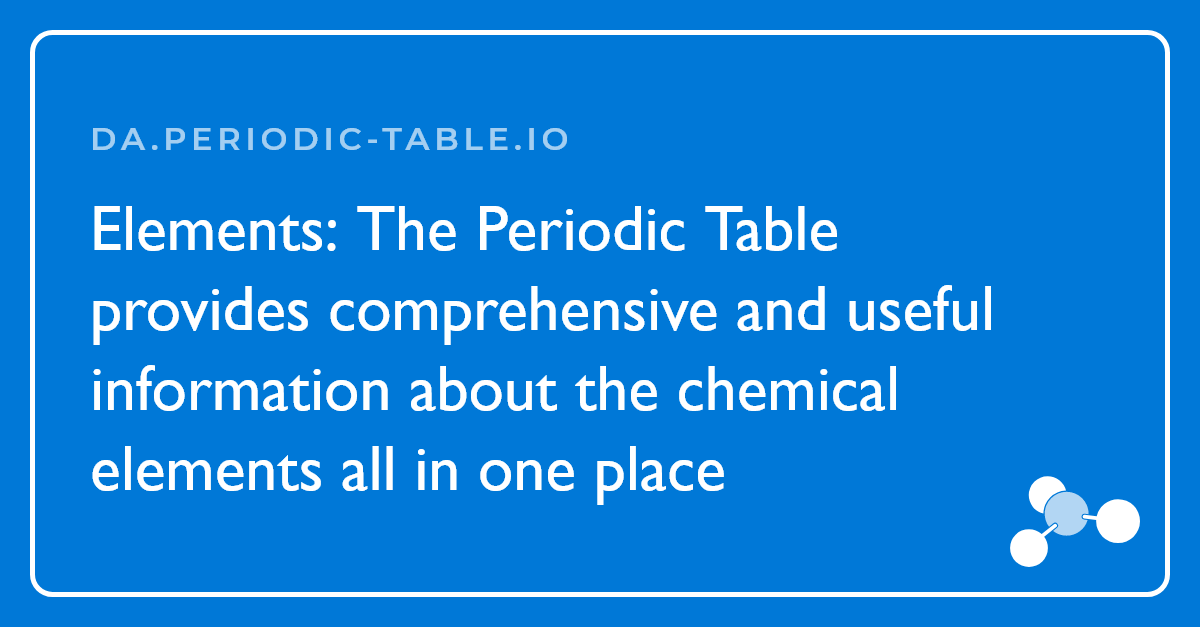 DA.PERIODIC-TABLE.IO
Elements: The Periodic Table
provides comprehensive and useful
information about the chemical
elements all in one place